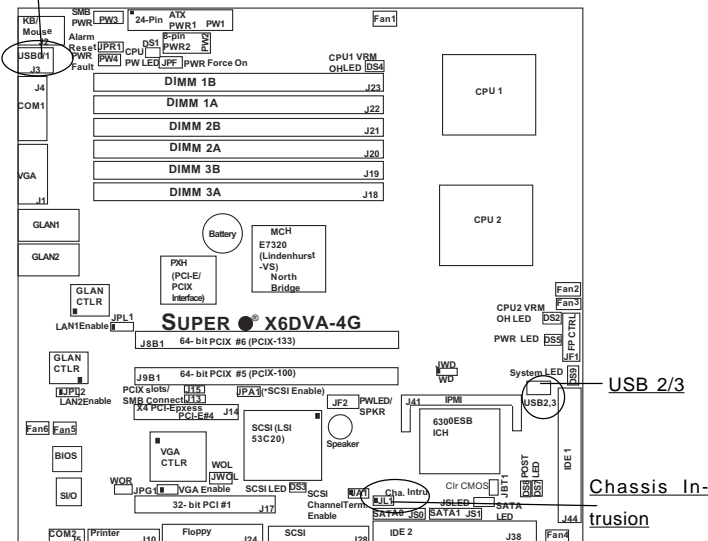 KB/
Mouse
J2
SMB
PWR
PW3
24-Pin
ATX
PWR1 PW1
Fan1
Alarm
Reset
JPR1
DS1
8-pin
PWR2
PW2
USB0/1
J3
PWR
Fault
PW4
CPU
PW LED
JPF
PWR Force On
CPU1 VRM
OH LED
DS4
J4
COM1
DIMM 1B
J23
CPU 1
DIMM 1A
J22
DIMM 2B
J21
DIMM 2A
J20
VGA
J1
DIMM 3B
J19
DIMM 3A
J18
GLAN1
GLAN2
Battery
MCH
E7320
(Lindenhurst
-VS)
North
Bridge
CPU 2
PXH
(PCI-E/
PCIX
Interface)
GLAN
CTLR
JPL1
LAN1Enable
SUPER ® X6DVA-4G
Fan2
Fan3
CPU2 VRM
OH LED
DS2
FP CTRL
PWR LED
DS5
JF1
J8B1
64- bit PCIX #6 (PCIX-133)
GLAN
CTLR
J9B1
64- bit PCIX #5 (PCIX-100)
JWD
WD
System LED
DS9
USB 2/3
JPL2
LAN2Enable
PCIX slots/
SMB Connect
J15
J13
JPA1
(*SCSI Enable)
X4 PCI-Epxess
PCI-E#4
J14
JF2
PWLED/
SPKR
J41
IPMI
USB2,3
Fan6
Fan5
SCSI (LSI
53C20)
Speaker
6300ESB
ICH
IDE 1
BIOS
VGA
CTLR
WOL
JWOL
POST
LED
DS8
DS7
SI/O
WOR
JPG1
VGA Enable
SCSI LED
DS3
Clr CMOS
JBT1
Chassis In-
trusion
SCSI
ChannelTerm.
Enable
JA1
JL1
Cha. Intru
JSLED
SATA
LED
32- bit PCI #1
J17
SATA0
JS0
SATA1
JS1
J44
COM2
J5
Printer
J10
Floppy
J24
SCSI
J28
IDE 2
J38
Fan4